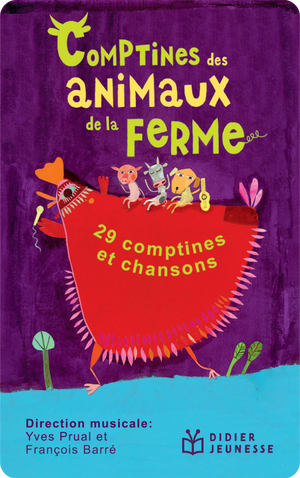 Comptines des
animaux
de la Ferme
29 comptines
et chansons
Direction musicale:
Yves Prual et
François Barré
DIDIER
JEUNESSE